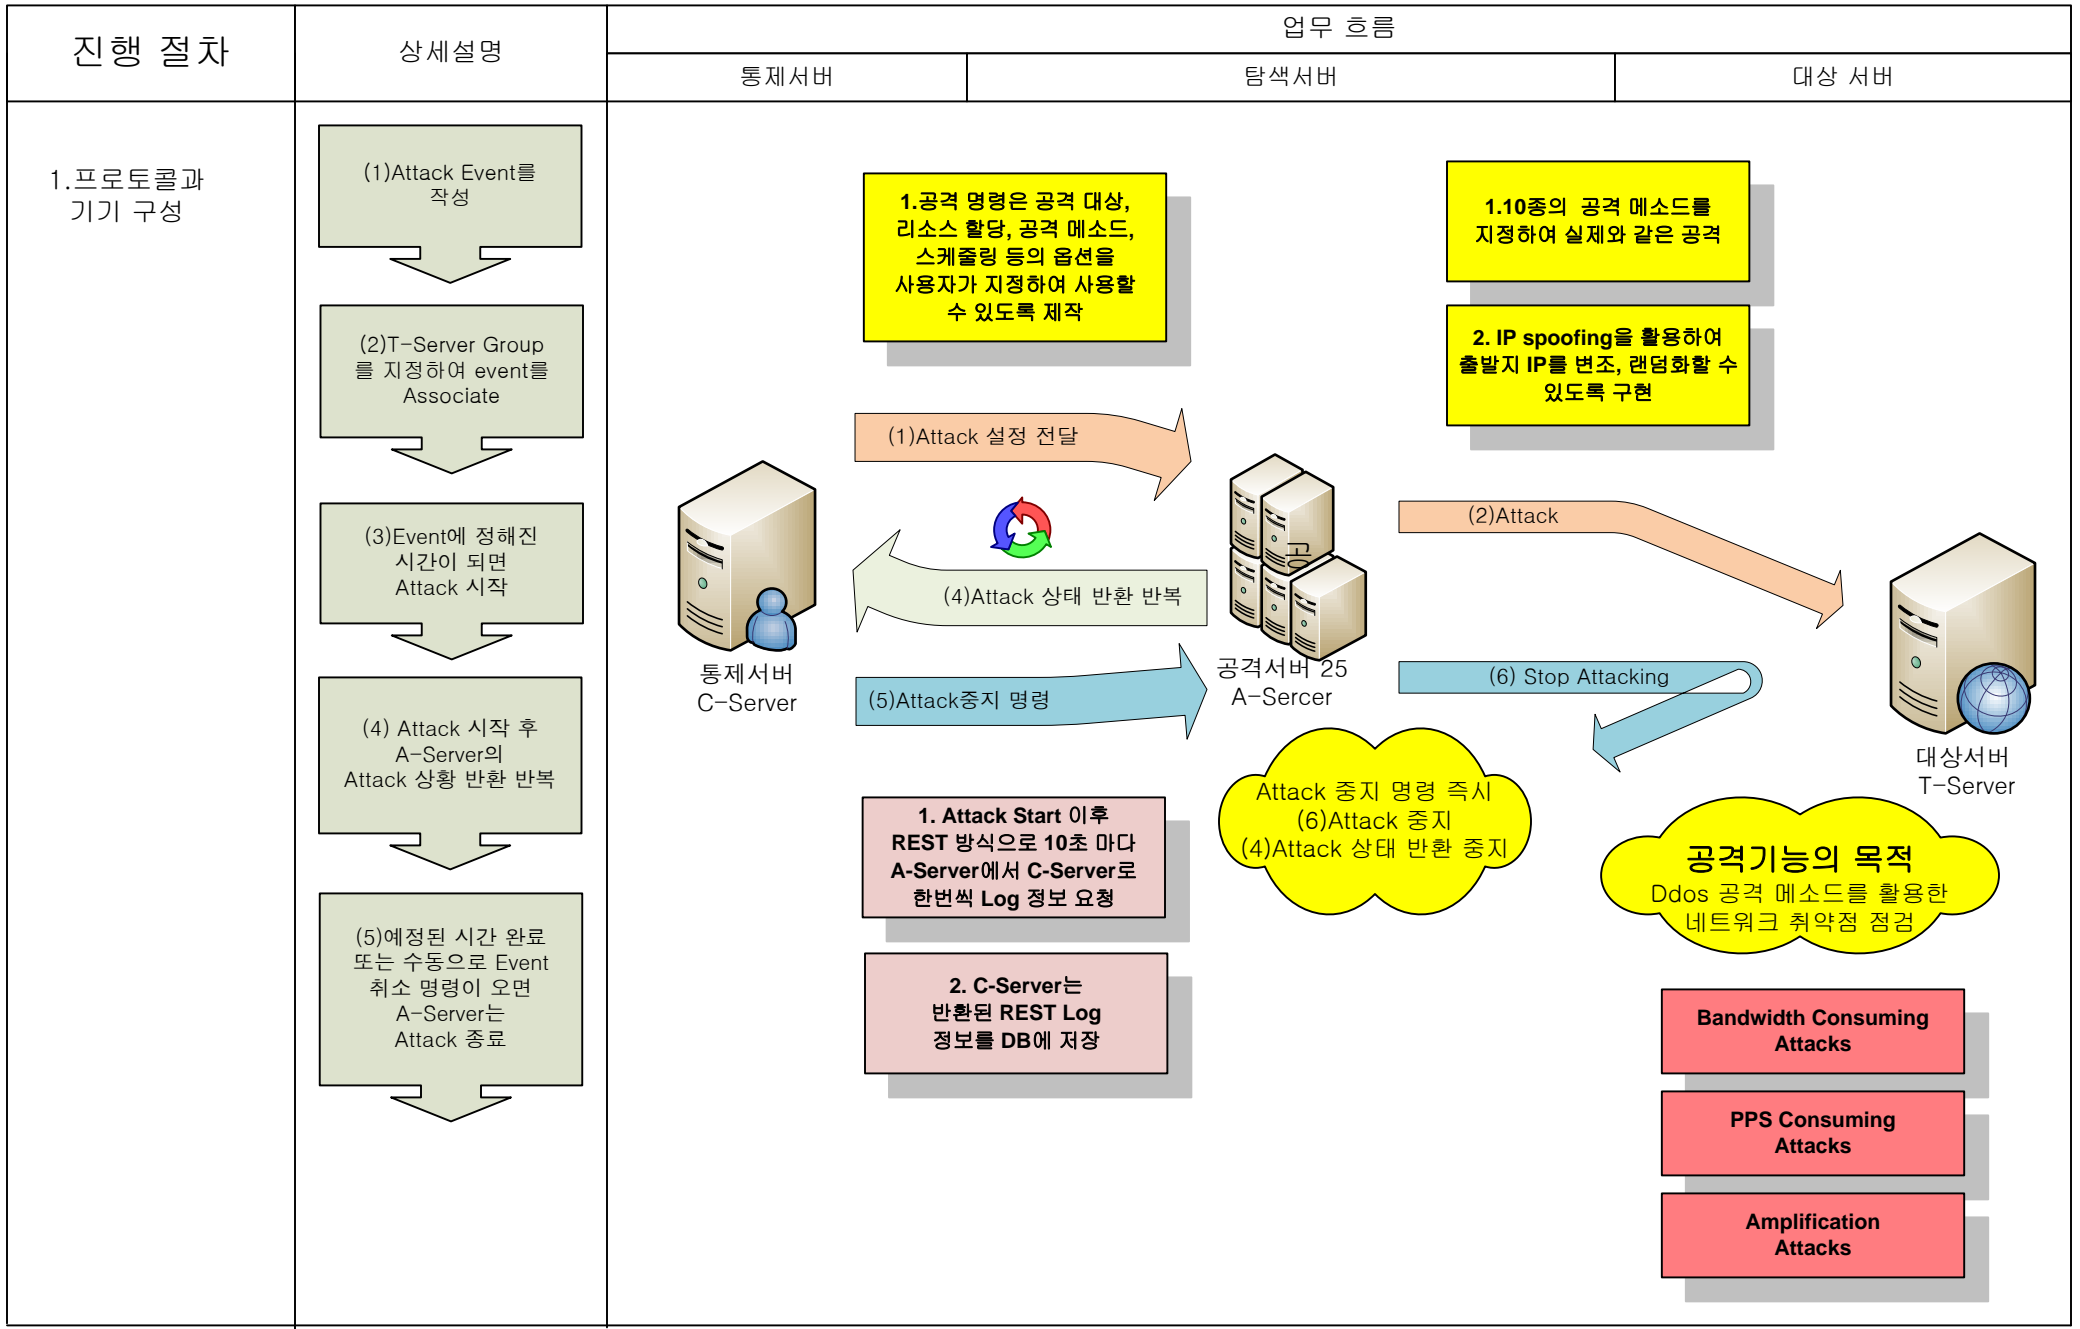 진행 절차
상세설명
업무 흐름
통제서버
탐색서버
대상 서버
1.프로토콜과
기기 구성
(1)Attack Event를
작성
(2)T-Server Group
를 지정하여 event를
Associate
(3)Event에 정해진
시간이 되면
Attack 시작
(4) Attack 시작 후
A-Server의
Attack 상황 반환 반복
(5)예정된 시간 완료
또는 수동으로 Event
취소 명령이 오면
A-Server는
Attack 종료
1.공격 명령은 공격 대상,
리소스 할당, 공격 메소드,
스케줄링 등의 옵션을
사용자가 지정하여 사용할
수 있도록 제작
1.10종의 공격 메소드를
지정하여 실제와 같은 공격
2. IP spoofing을 활용하여
출발지 IP를 변조, 랜덤화할 수
있도록 구현
(1)Attack 설정 전달
(2)Attack
공
(4)Attack 상태 반환 반복
통제서버
C-Server
(5)Attack중지 명령
공격서버 25
A-Sercer
(6) Stop Attacking
대상서버
T-Server
Attack 중지 명령 즉시
(6)Attack 중지
(4)Attack 상태 반환 중지
1. Attack Start 이후
REST 방식으로 10초 마다
A-Server에서 C-Server로
한번씩 Log 정보 요청
2. C-Server는
반환된 REST Log
정보를 DB에 저장
공격기능의 목적
Ddos 공격 메소드를 활용한
네트워크 취약점 점검
Bandwidth Consuming
Attacks
PPS Consuming
Attacks
Amplification
Attacks